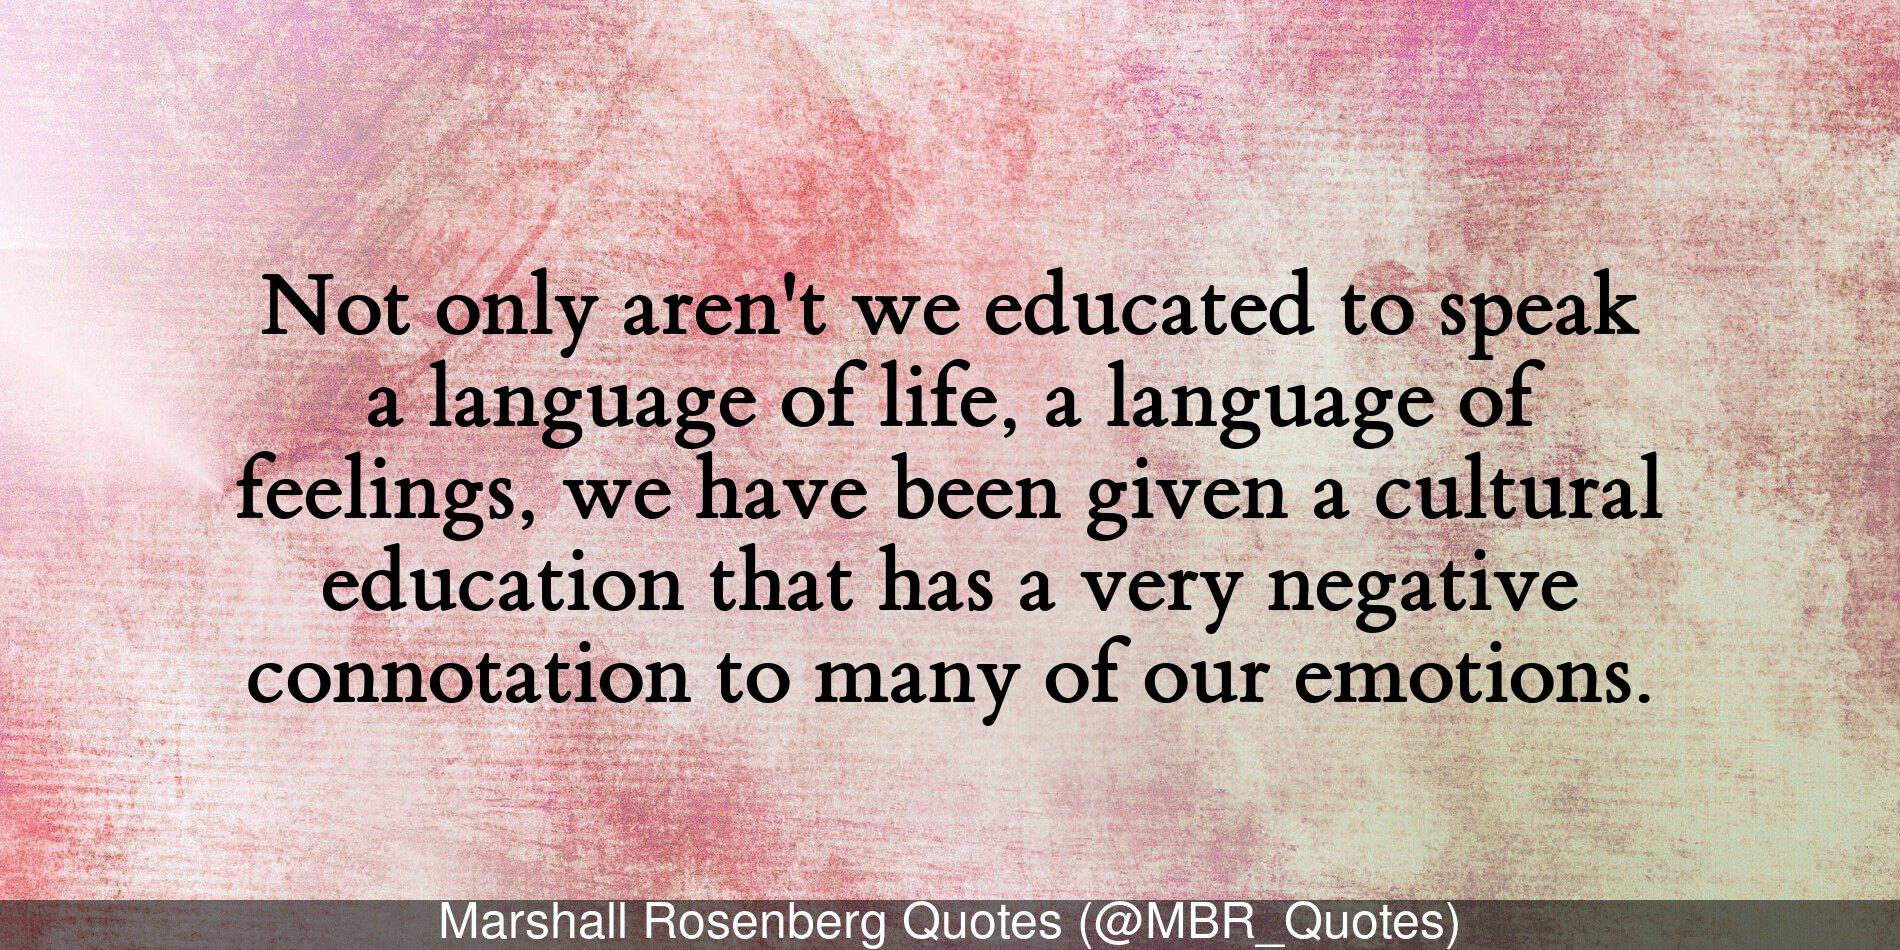 Not only aren't we educated to speak
a language of life, a language of
feelings, we have been given a cultural
education that has a very negative
connotation to many of our emotions.
Marshall Rosenberg Quotes (@MBR_Quotes)